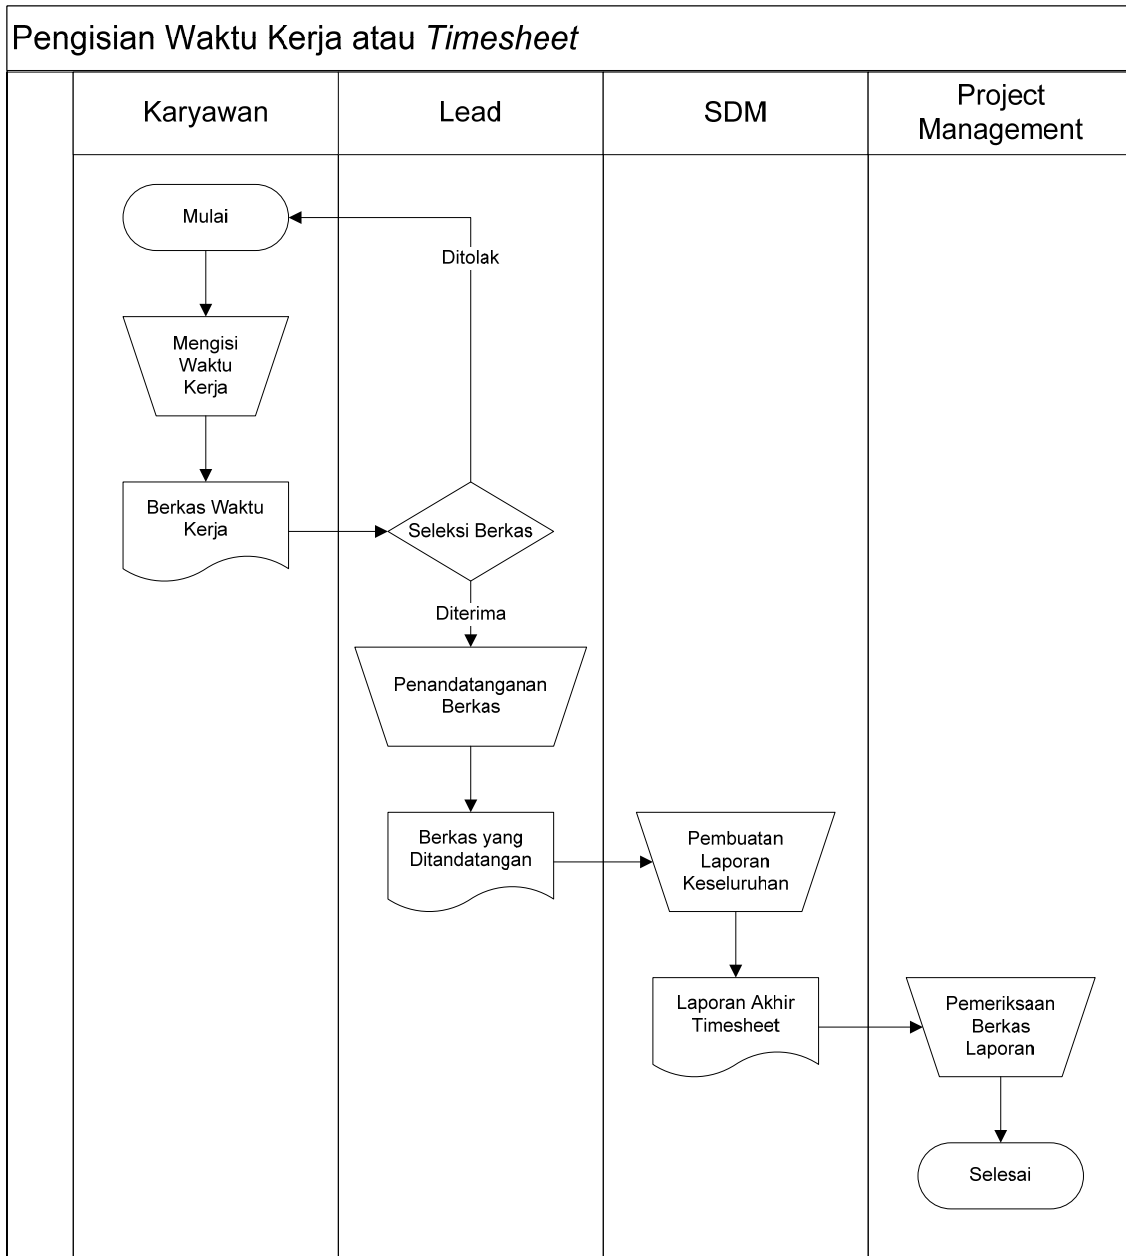 Pengisian Waktu Kerja atau Timesheet
Karyawan
Lead
SDM
Project
Management
Mulai
Ditolak
Mengisi
Waktu
Kerja
Berkas Waktu
Kerja
Seleksi Berkas
Diterima
Penandatanganan
Berkas
Berkas yang
Ditandatangan
Pembuatan
Laporan
Keseluruhan
Laporan Akhir
Timesheet
Pemeriksaan
Berkas
Laporan
Selesai